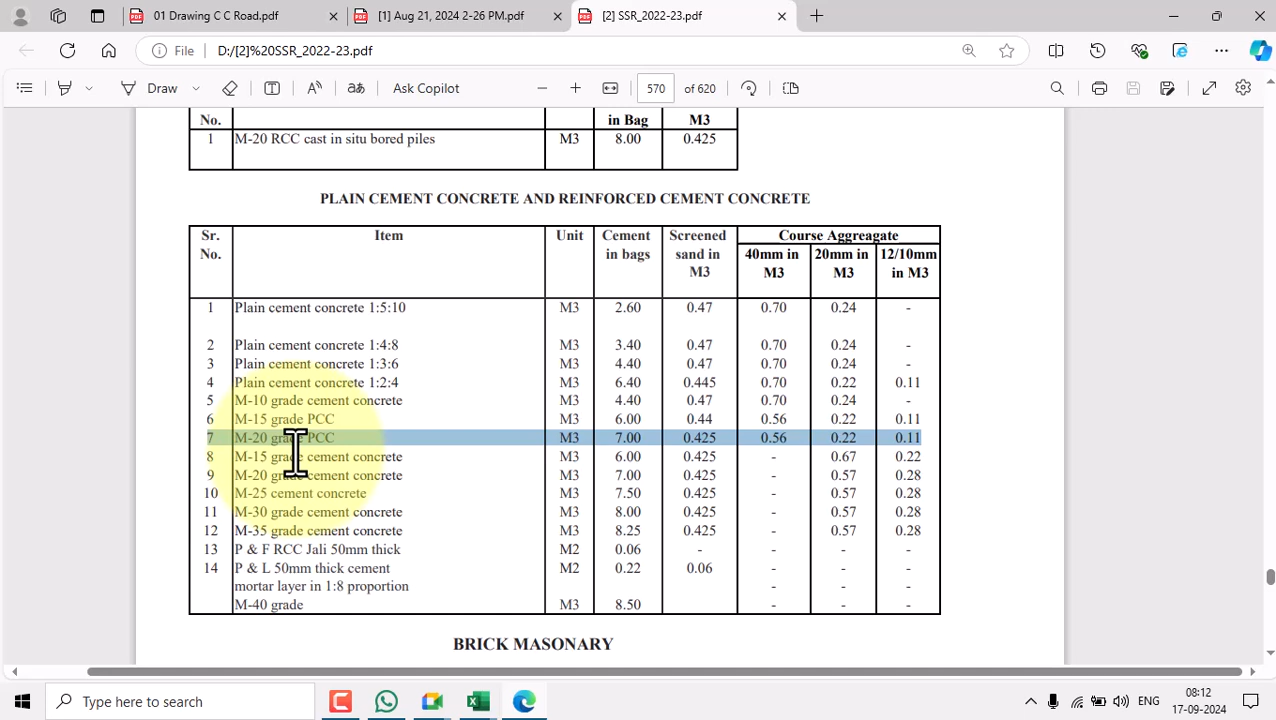 01 Drawing C C Road.pdf
[1] Aug 21, 2024 2-26 PM.pdf
[2] SSR_2022-23.pdf
File D:/[2]%20SSR_2022-23.pdf
Draw
Ask Copilot
570 of 620
No. in Bag M3
1 M-20 RCC cast in situ bored piles M3 8.00 0.425
PLAIN CEMENT CONCRETE AND REINFORCED CEMENT CONCRETE
Sr. Item Unit Cement Screened Course Aggreagate
No. in bags sand in 40mm in 20mm in 12/10mm
M3 M3 M3 in M3
1 Plain cement concrete 1:5:10 M3 2.60 0.47 0.70 0.24 -
2 Plain cement concrete 1:4:8 M3 3.40 0.47 0.70 0.24 -
3 Plain cement concrete 1:3:6 M3 4.40 0.47 0.70 0.24 -
4 Plain cement concrete 1:2:4 M3 6.40 0.445 0.70 0.22 0.11
5 M-10 grade cement concrete M3 4.40 0.47 0.70 0.24 -
6 M-15 grade PCC M3 6.00 0.44 0.56 0.22 0.11
7 M-20 grade PCC M3 7.00 0.425 0.56 0.22 0.11
8 M-15 grade cement concrete M3 6.00 0.425 - 0.67 0.22
9 M-20 grade cement concrete M3 7.00 0.425 - 0.57 0.28
10 M-25 cement concrete M3 7.50 0.425 - 0.57 0.28
11 M-30 grade cement concrete M3 8.00 0.425 - 0.57 0.28
12 M-35 grade cement concrete M3 8.25 0.425 - 0.57 0.28
13 P & F RCC Jali 50mm thick M2 0.06 - - - -
14 P & L 50mm thick cement M2 0.22 0.06 - - -
mortar layer in 1:8 proportion - - -
M-40 grade M3 8.50 - - -
BRICK MASONARY
Type here to search
ENG
08:12
17-09-2024